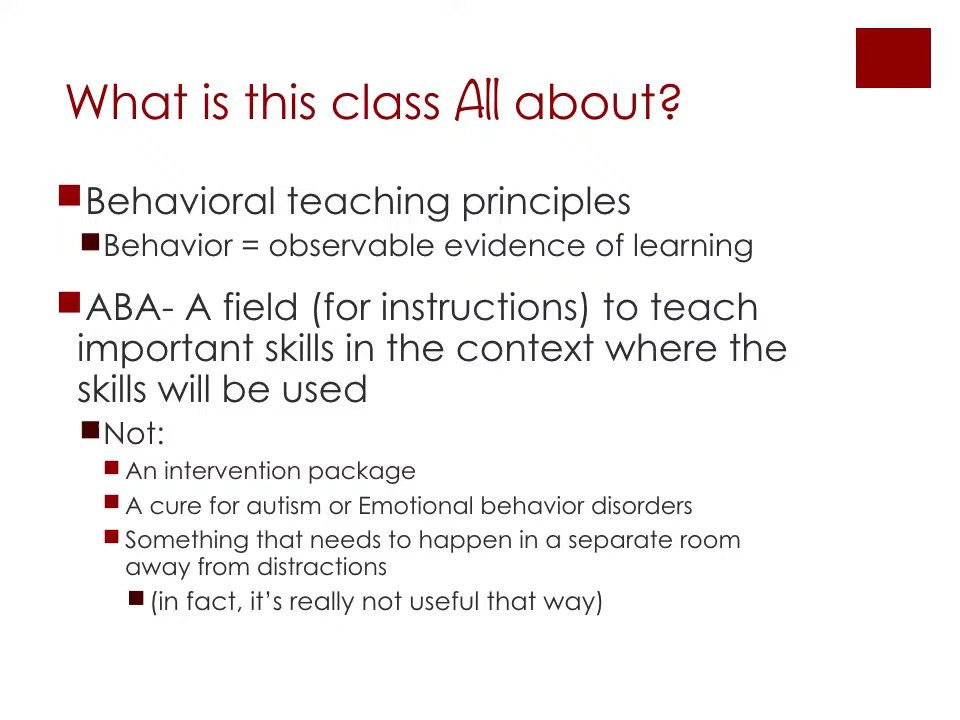 What is this class All about?
Behavioral teaching principles
Behavior = observable evidence of learning
ABA- A field (for instructions) to teach
important skills in the context where the
skills will be used
Not:
An intervention package
A cure for autism or Emotional behavior disorders
Something that needs to happen in a separate room
away from distractions
(in fact, it’s really not useful that way)